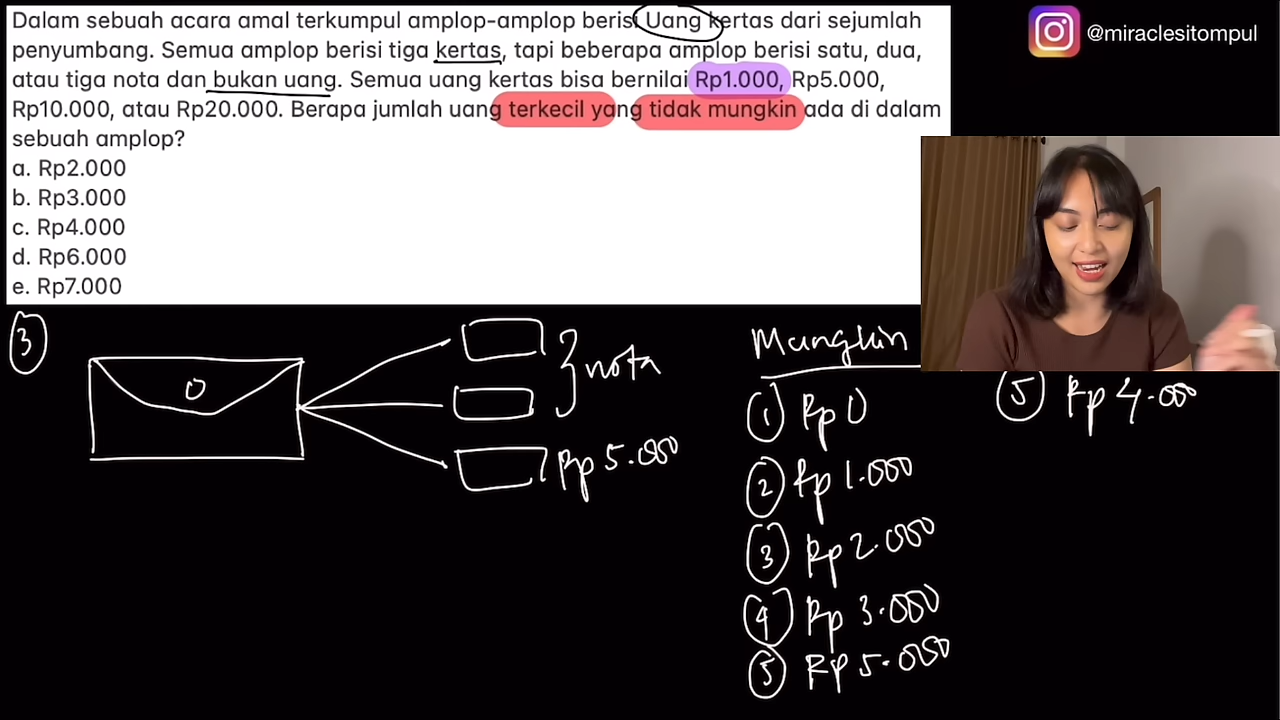 Dalam sebuah acara amal terkumpul amplop-amplop berisi Uang kertas dari sejumlah
penyumbang. Semua amplop berisi tiga kertas, tapi beberapa amplop berisi satu, dua,
atau tiga nota dan bukan uang. Semua uang kertas bisa bernilai Rp1.000, Rp5.000,
Rp10.000, atau Rp20.000. Berapa jumlah uang terkecil yang tidak mungkin ada di dalam
sebuah amplop?
a. Rp2.000
b. Rp3.000
c. Rp4.000
d. Rp6.000
e. Rp7.000
@miraclesitompul
3
0
nota
Rp 5.000
Mungkin
1 Rp 0
2 Rp 1.000
3 Rp 2.000
4 Rp 3.000
5 Rp 5.000
5 Rp 4.000